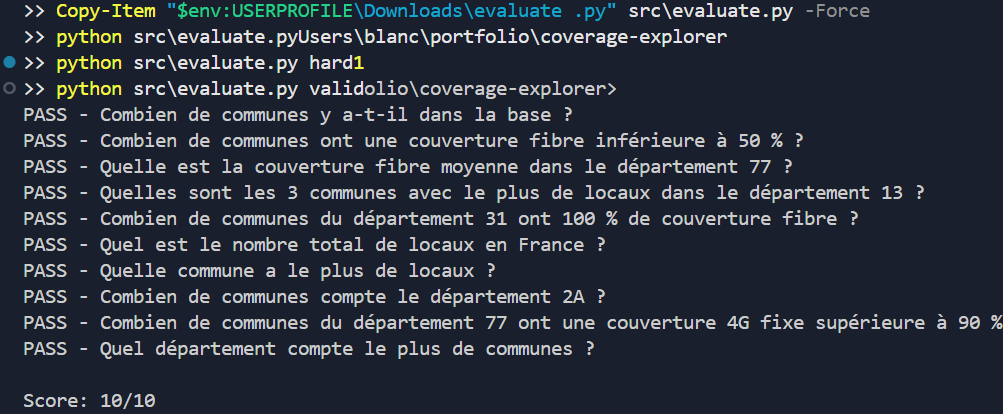 >> Copy-Item "$env:USERPROFILE\Downloads\evaluate .py" src\evaluate.py -Force
>> python src\evaluate.pyUsers\blanc\portfolio\coverage-explorer
>> python src\evaluate.py hard1
>> python src\evaluate.py validolio\coverage-explorer>
PASS - Combien de communes y a-t-il dans la base ?
PASS - Combien de communes ont une couverture fibre inférieure à 50 % ?
PASS - Quelle est la couverture fibre moyenne dans le département 77 ?
PASS - Quelles sont les 3 communes avec le plus de locaux dans le département 13 ?
PASS - Combien de communes du département 31 ont 100 % de couverture fibre ?
PASS - Quel est le nombre total de locaux en France ?
PASS - Quelle commune a le plus de locaux ?
PASS - Combien de communes compte le département 2A ?
PASS - Combien de communes du département 77 ont une couverture 4G fixe supérieure à 90 %
PASS - Quel département compte le plus de communes ?
Score: 10/10